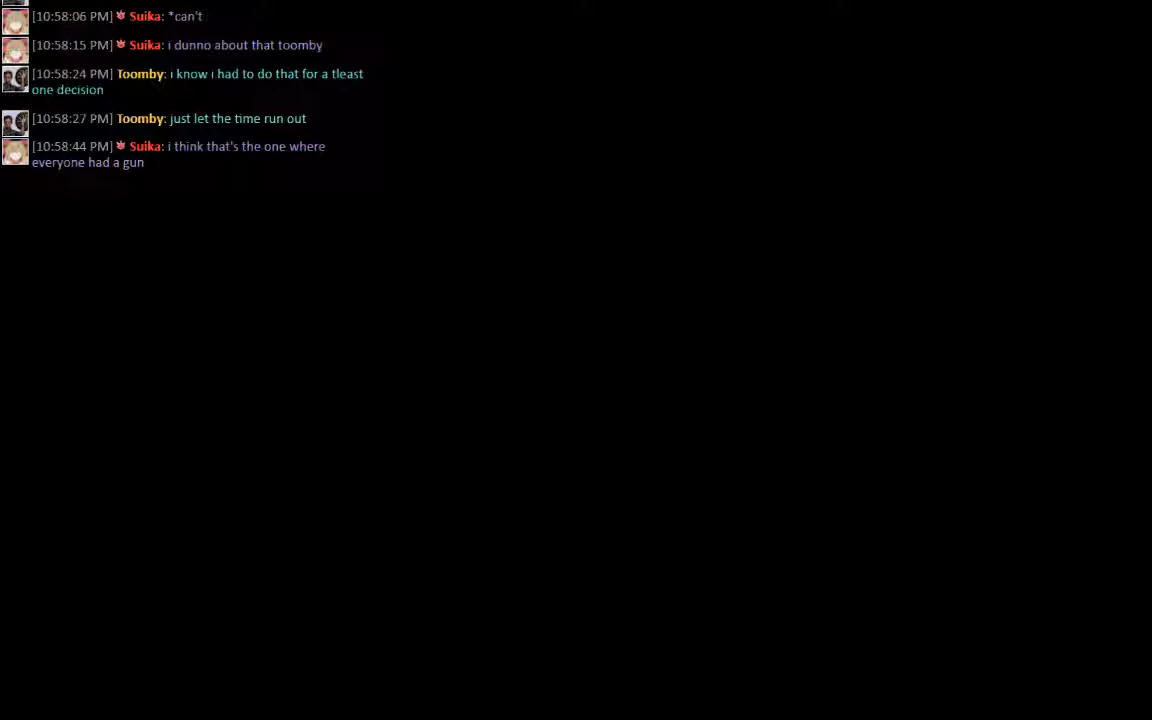 [10:58:06 PM] Suika: *can't
[10:58:15 PM] Suika: i dunno about that toomby
[10:58:24 PM] Toomby: i know i had to do that for a tleast
one decision
[10:58:27 PM] Toomby: just let the time run out
[10:58:44 PM] Suika: i think that's the one where
everyone had a gun